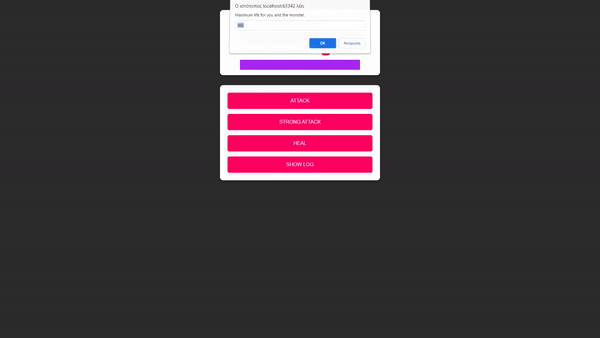 Ο ιστότοπος localhost:63342 λέει
Maximum life for you and the monster.
OK
Ακύρωση
ATTACK
STRONG ATTACK
HEAL
SHOW LOG